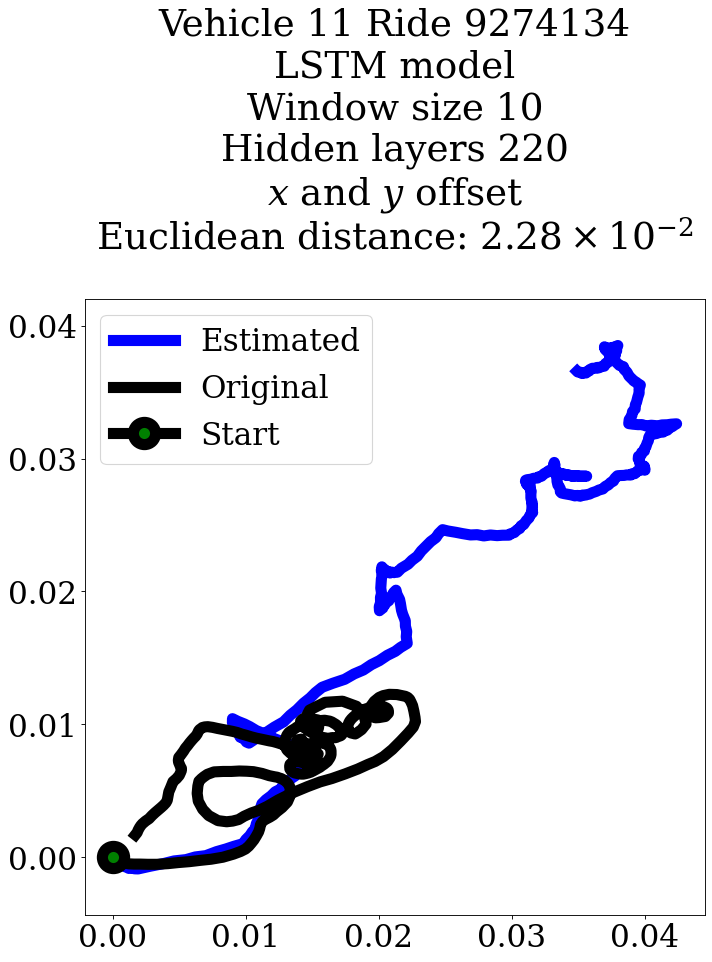 Vehicle 11 Ride 9274134
LSTM model
Window size 10
Hidden layers 220
x and y offset
Euclidean distance: 2.28 × 10⁻²
Estimated
Original
Start
0.04
0.03
0.02
0.01
0.00
0.00 0.01 0.02 0.03 0.04